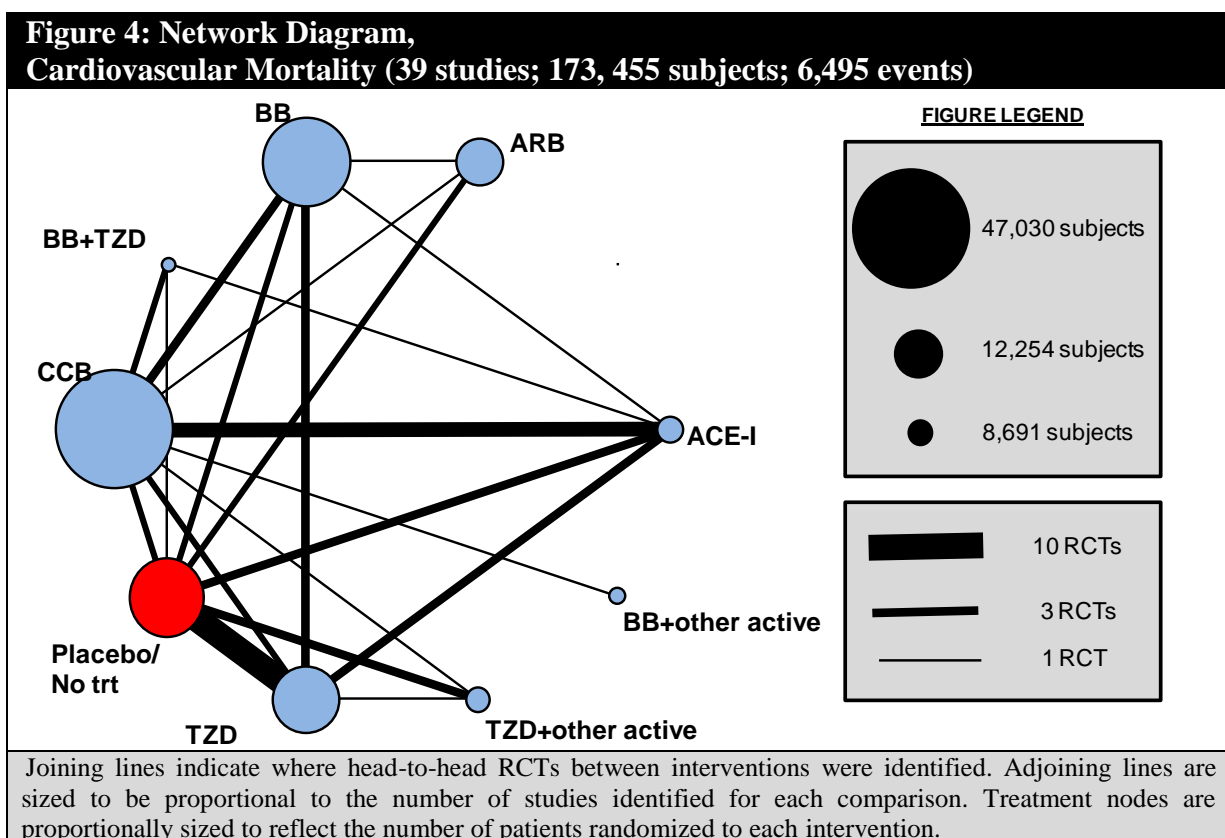 Figure 4: Network Diagram,
Cardiovascular Mortality (39 studies; 173, 455 subjects; 6,495 events)
BB
ARB
BB+TZD
CCB
ACE-I
BB+other active
Placebo/
No trt
TZD
TZD+other active
FIGURE LEGEND
47,030 subjects
12,254 subjects
8,691 subjects
10 RCTs
3 RCTs
1 RCT
Joining lines indicate where head-to-head RCTs between interventions were identified. Adjoining lines are
sized to be proportional to the number of studies identified for each comparison. Treatment nodes are
proportionally sized to reflect the number of patients randomized to each intervention.